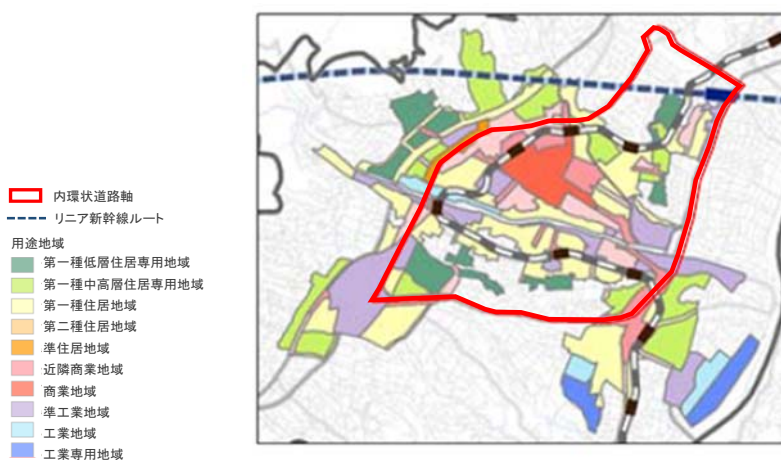 内環状道路軸
リニア新幹線ルート
用途地域
第一種低層住居専用地域
第一種中高層住居専用地域
第一種住居地域
第二種住居地域
準住居地域
近隣商業地域
商業地域
準工業地域
工業地域
工業専用地域